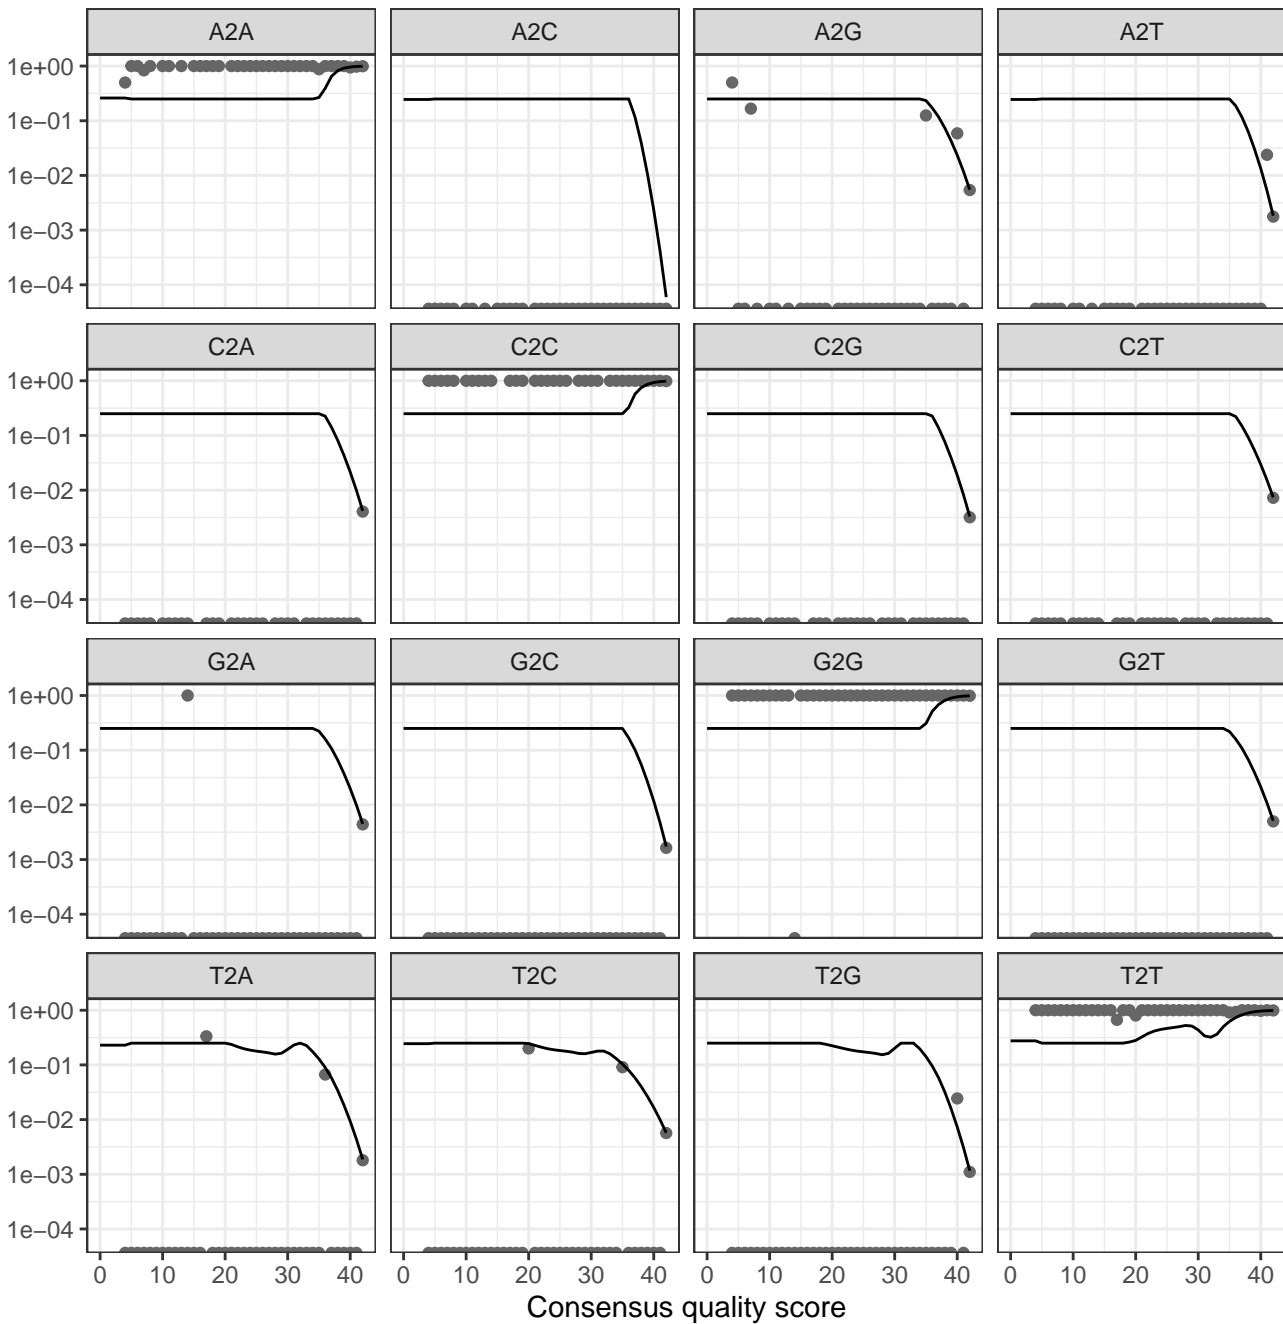 A2A A2C A2G A2T
1e+00
1e−01
1e−02
1e−03
1e−04
C2A C2C C2G C2T
1e+00
1e−01
1e−02
1e−03
1e−04
G2A G2C G2G G2T
1e+00
1e−01
1e−02
1e−03
1e−04
T2A T2C T2G T2T
1e+00
1e−01
1e−02
1e−03
1e−04
0 10 20 30 40 0 10 20 30 40 0 10 20 30 40 0 10 20 30 40
Consensus quality score